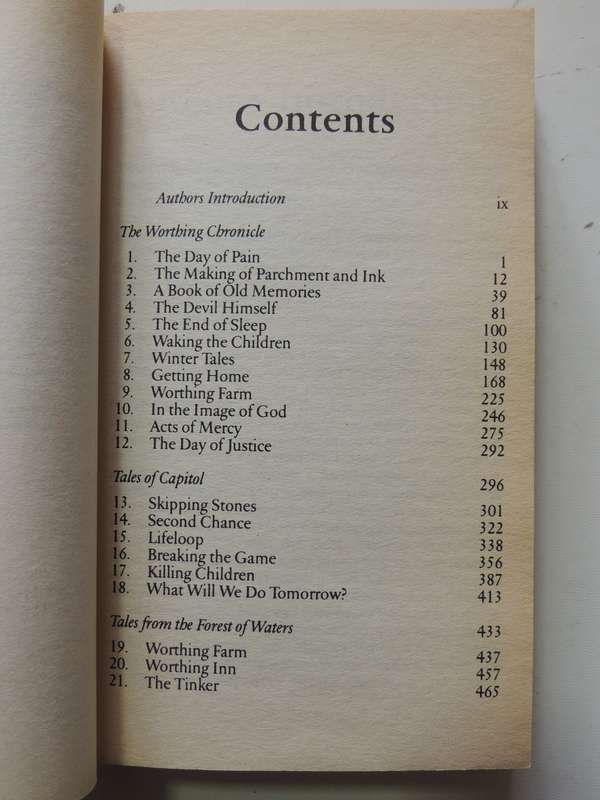 Contents
Authors Introduction ix
The Worthing Chronicle
1. The Day of Pain 1
2. The Making of Parchment and Ink 12
3. A Book of Old Memories 39
4. The Devil Himself 81
5. The End of Sleep 100
6. Waking the Children 130
7. Winter Tales 148
8. Getting Home 168
9. Worthing Farm 225
10. In the Image of God 246
11. Acts of Mercy 275
12. The Day of Justice 292
Tales of Capitol 296
13. Skipping Stones 301
14. Second Chance 322
15. Lifeloop 338
16. Breaking the Game 356
17. Killing Children 387
18. What Will We Do Tomorrow? 413
Tales from the Forest of Waters 433
19. Worthing Farm 437
20. Worthing Inn 457
21. The Tinker 465